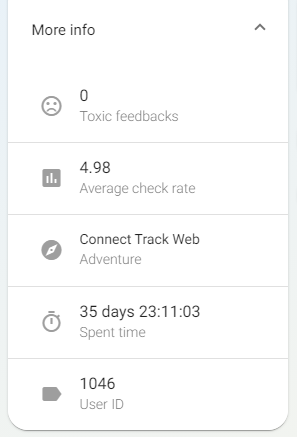 More info
0
Toxic feedbacks
4.98
Average check rate
Connect Track Web
Adventure
35 days 23:11:03
Spent time
1046
User ID